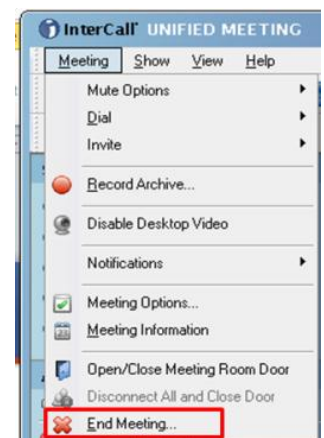 InterCall UNIFIED MEETING
Meeting Show View Help
Mute Options
Dial
Invite
Record Archive...
Disable Desktop Video
Notifications
Meeting Options...
Meeting Information
Open/Close Meeting Room Door
Disconnect All and Close Door
End Meeting...